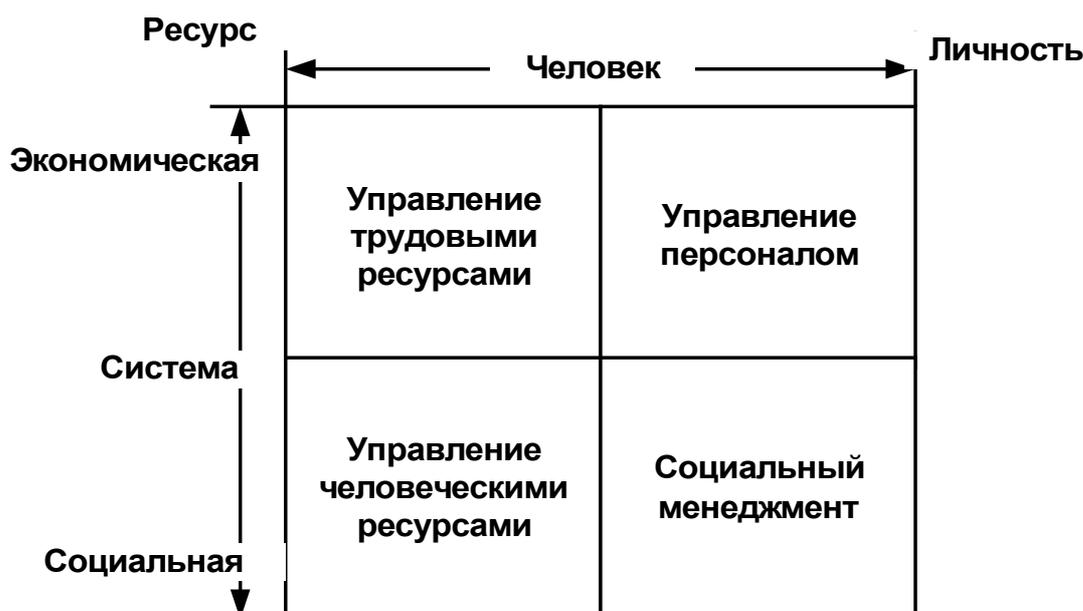 Ресурс
Человек
Личность
Экономическая
Управление
трудовыми
ресурсами
Управление
персоналом
Система
Управление
человеческими
ресурсами
Социальный
менеджмент
Социальная